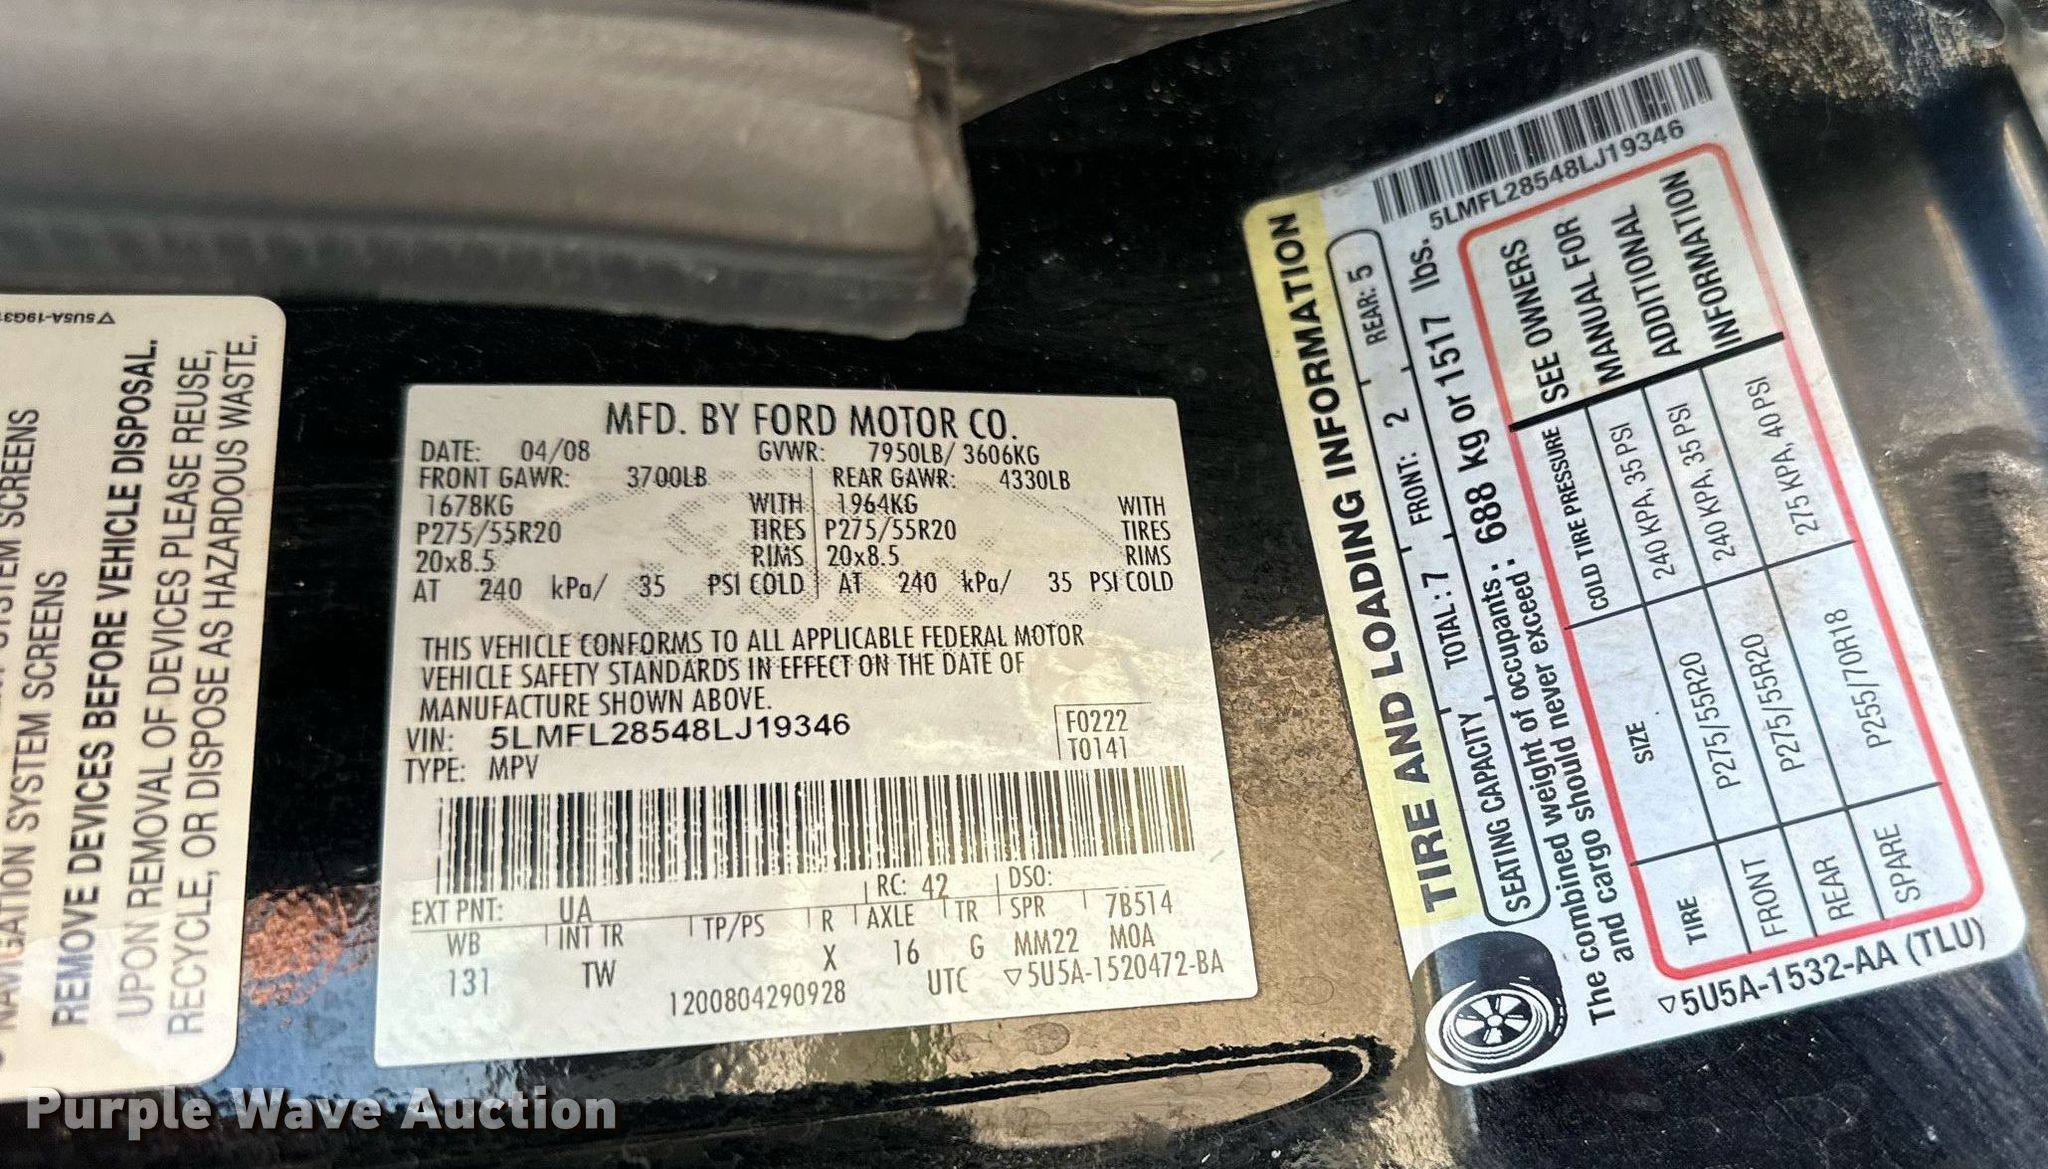 ▽5U5A-19G3
SYSTEM SCREENS
NAVIGATION SYSTEM SCREENS
REMOVE DEVICES BEFORE VEHICLE DISPOSAL.
UPON REMOVAL OF DEVICES PLEASE REUSE,
RECYCLE, OR DISPOSE AS HAZARDOUS WASTE.
MFD. BY FORD MOTOR CO.
DATE: 04/08 GVWR: 7950LB/ 3606KG
FRONT GAWR: 3700LB REAR GAWR: 4330LB
1678KG WITH 1964KG WITH
P275/55R20 TIRES P275/55R20 TIRES
20x8.5 RIMS 20x8.5 RIMS
AT 240 kPa/ 35 PSI COLD AT 240 kPa/ 35 PSI COLD
THIS VEHICLE CONFORMS TO ALL APPLICABLE FEDERAL MOTOR
VEHICLE SAFETY STANDARDS IN EFFECT ON THE DATE OF
MANUFACTURE SHOWN ABOVE.
VIN: 5LMFL28548LJ19346 F0222
TYPE: MPV T0141
EXT PNT: UA RC: 42 DSO:
WB INT TR TP/PS R AXLE TR SPR 7B514
131 TW X 16 G MM22 M0A
1200804290928 UTC ▽5U5A-1520472-BA
5LMFL28548LJ19346
TIRE AND LOADING INFORMATION
SEATING CAPACITY TOTAL: 7 FRONT: 2 REAR: 5
The combined weight of occupants and cargo should never exceed: 688 kg or 1517 lbs.
TIRE SIZE COLD TIRE PRESSURE
FRONT P275/55R20 240 KPA, 35 PSI
REAR P275/55R20 240 KPA, 35 PSI
SPARE P255/70R18 275 KPA, 40 PSI
SEE OWNERS
MANUAL FOR
ADDITIONAL
INFORMATION
▽5U5A-1532-AA (TLU)
Purple Wave Auction